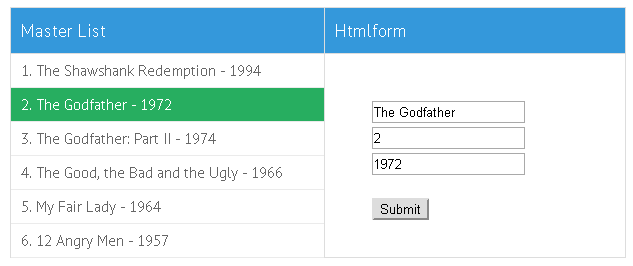 Master List
Htmlform
1. The Shawshank Redemption - 1994
2. The Godfather - 1972
3. The Godfather: Part II - 1974
4. The Good, the Bad and the Ugly - 1966
5. My Fair Lady - 1964
6. 12 Angry Men - 1957
The Godfather
2
1972
Submit